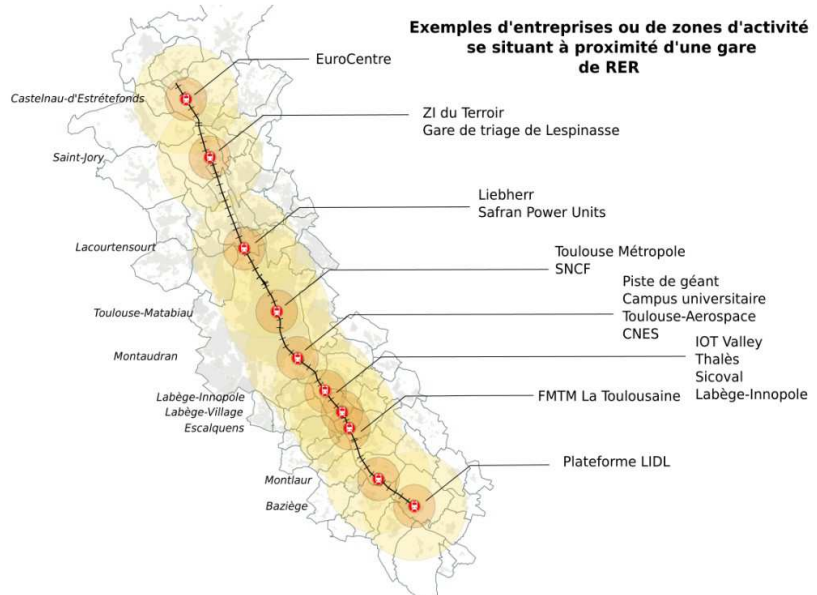 Exemples d'entreprises ou de zones d'activité
se situant à proximité d'une gare
de RER
EuroCentre
Castelnau-d'Estrétefonds
ZI du Terroir
Gare de triage de Lespinasse
Saint-Jory
Liebherr
Safran Power Units
Lacourtensourt
Toulouse Métropole
SNCF
Toulouse-Matabiau
Piste de géant
Campus universitaire
Toulouse-Aerospace
CNES
Montaudran
IOT Valley
Thalès
Sicoval
Labège-Innopole
Labège-Innopole
Labège-Village
Escalquens
FMTM La Toulousaine
Plateforme LIDL
Montlaur
Baziège